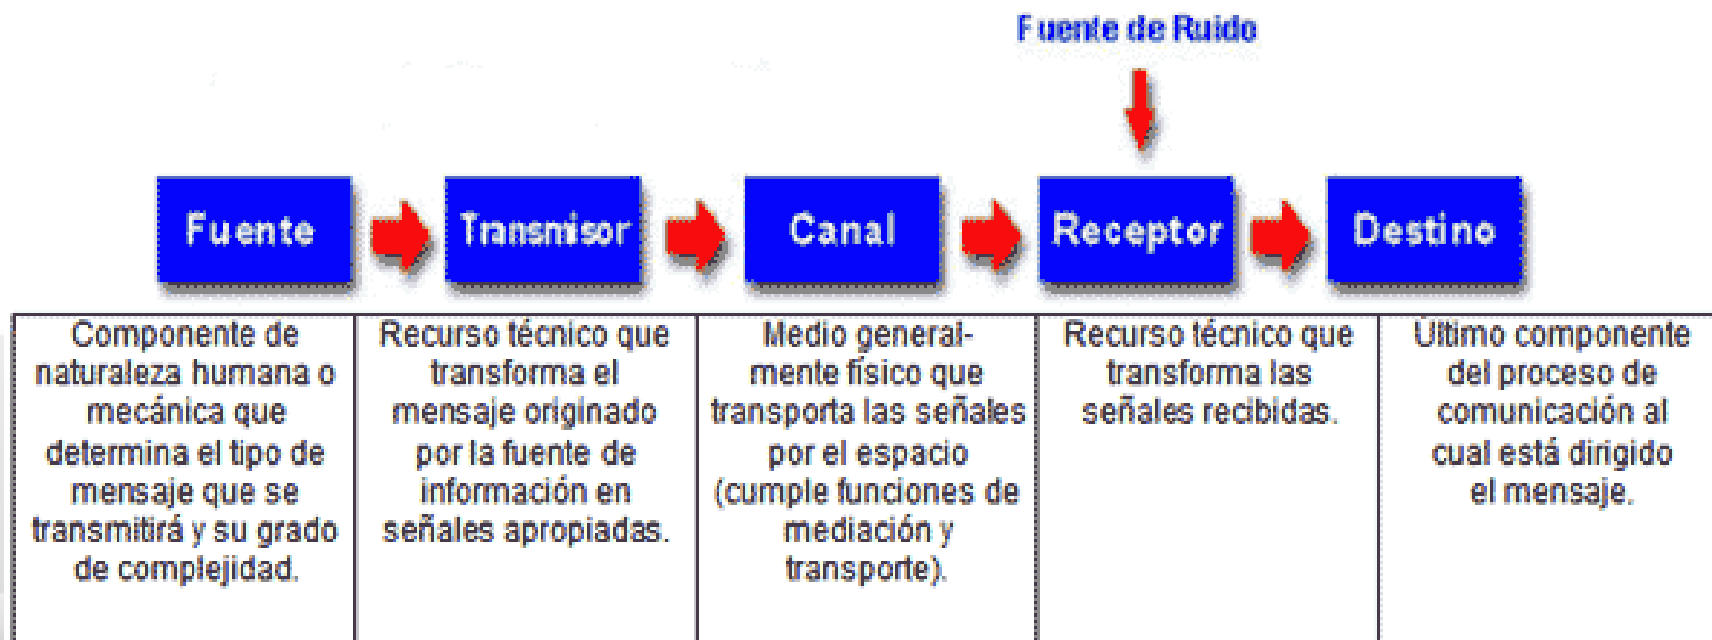 Fuente de Ruido
Fuente
Transmisor
Canal
Receptor
Destino
Componente de
naturaleza humana o
mecánica que
determina el tipo de
mensaje que se
transmitirá y su grado
de complejidad.
Recurso técnico que
transforma el
mensaje originado
por la fuente de
información en
señales apropiadas.
Medio general-
mente físico que
transporta las señales
por el espacio
(cumple funciones de
mediación y
transporte).
Recurso técnico que
transforma las
señales recibidas.
Último componente
del proceso de
comunicación al
cual está dirigido
el mensaje.